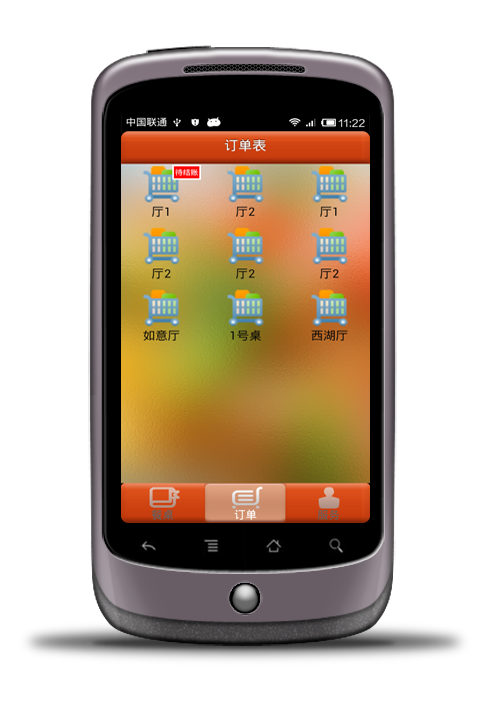 中国联通 11:22
订单表
待结账
厅1 厅2 厅1
厅2 厅2 厅2
如意厅 1号桌 西湖厅
订单